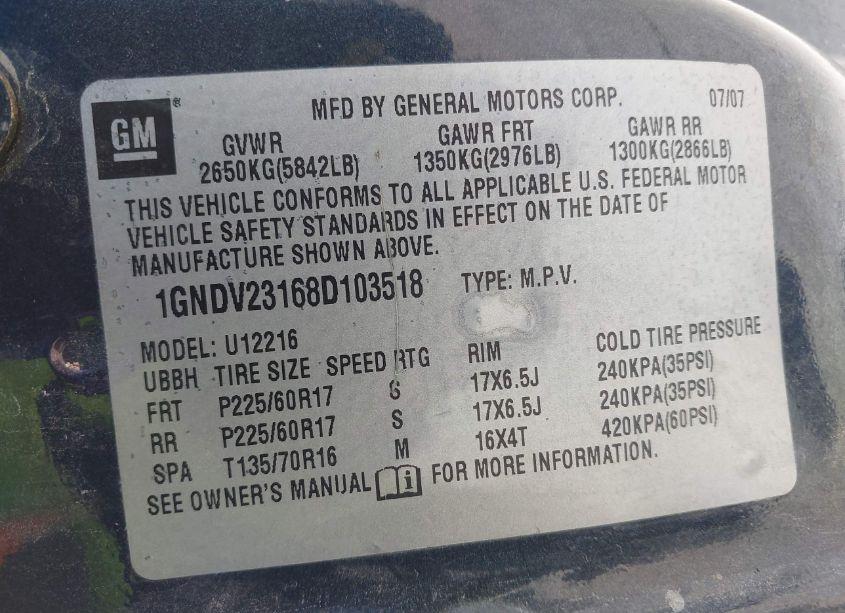 GM ® MFD BY GENERAL MOTORS CORP. 07/07
GVWR GAWR FRT GAWR RR
2650KG(5842LB) 1350KG(2976LB) 1300KG(2866LB)
THIS VEHICLE CONFORMS TO ALL APPLICABLE U.S. FEDERAL MOTOR
VEHICLE SAFETY STANDARDS IN EFFECT ON THE DATE OF
MANUFACTURE SHOWN ABOVE.
1GNDV23168D103518 TYPE: M.P.V.
MODEL: U12216
UBBH TIRE SIZE SPEED RTG RIM COLD TIRE PRESSURE
FRT P225/60R17 S 17X6.5J 240KPA(35PSI)
RR P225/60R17 S 17X6.5J 240KPA(35PSI)
SPA T135/70R16 M 16X4T 420KPA(60PSI)
SEE OWNER'S MANUAL i FOR MORE INFORMATION.